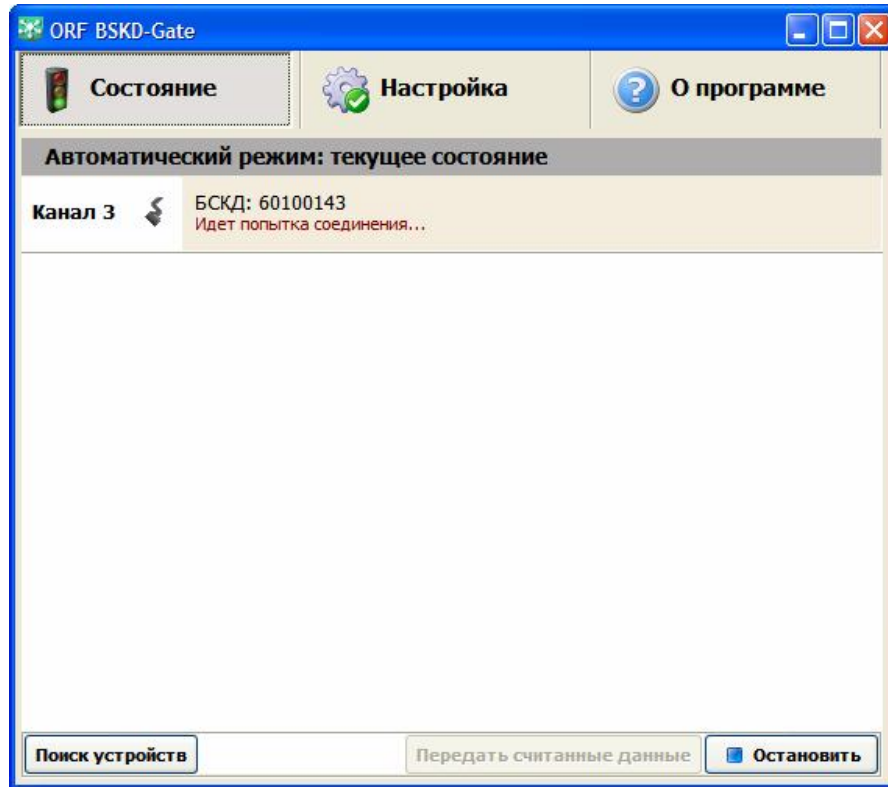 ORF BSKD-Gate
Состояние
Настройка
О программе
Автоматический режим: текущее состояние
Канал 3
БСКД: 60100143
Идет попытка соединения...
Поиск устройств
Передать считанные данные
Остановить